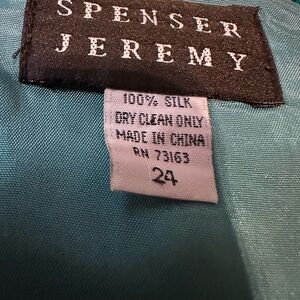 SPENSER
JEREMY
100% SILK
DRY CLEAN ONLY
MADE IN CHINA
RN 73163
24